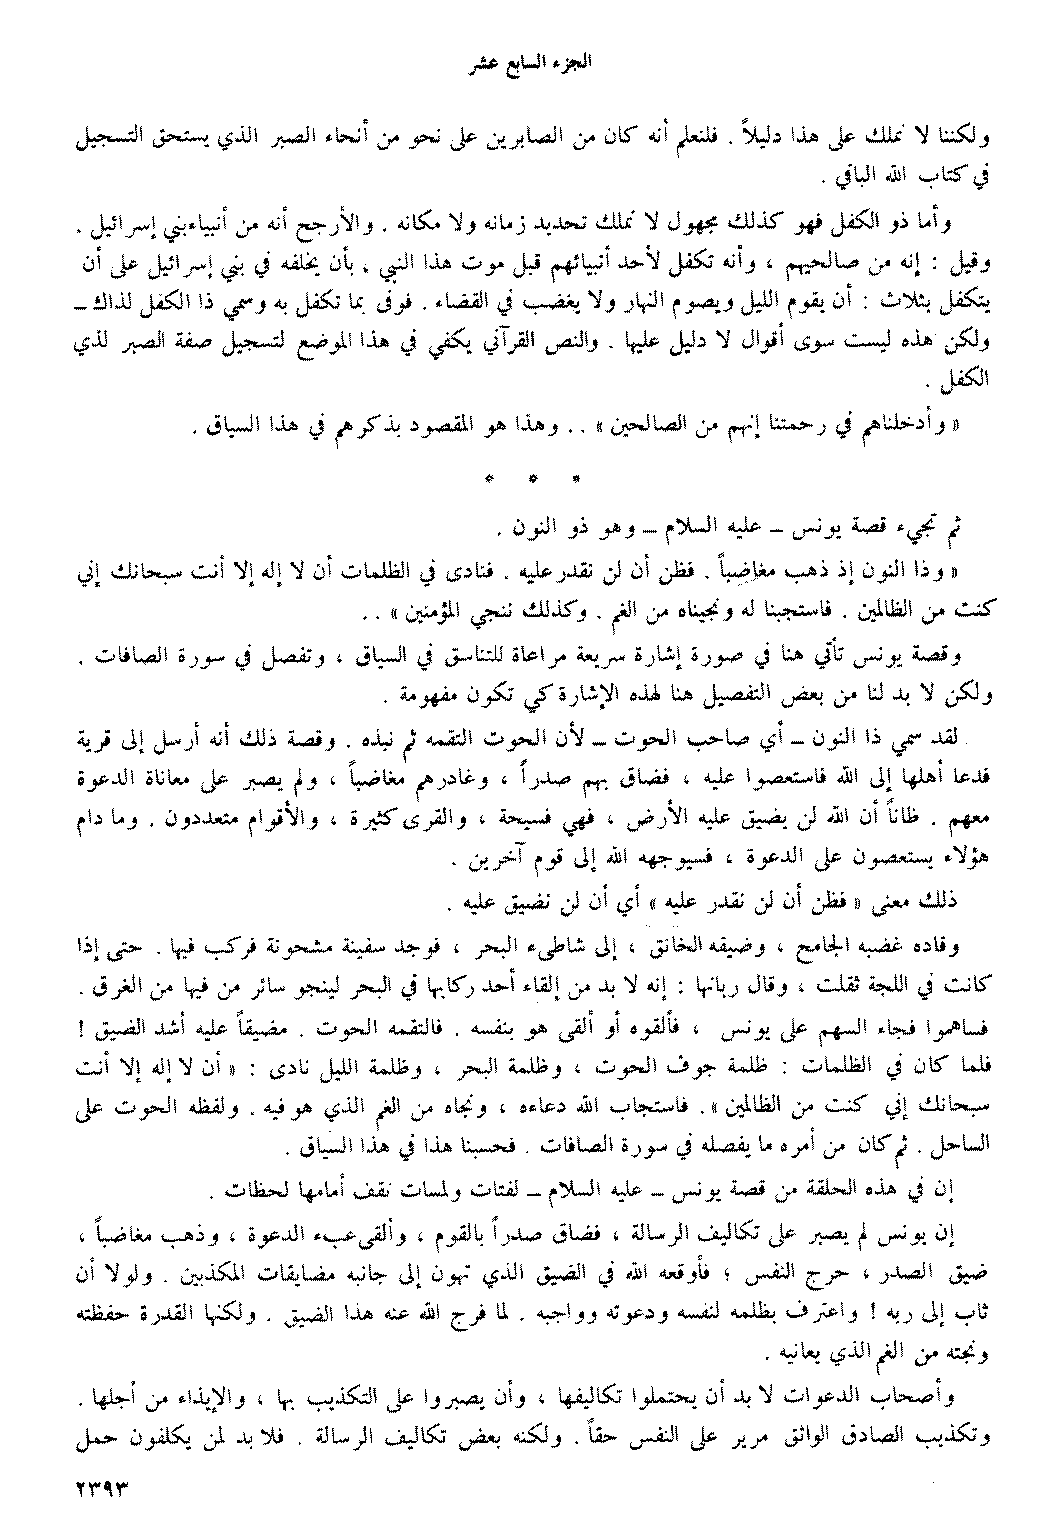 الجزء السابع عشر
ولكننا لا نملك على هذا دليلاً . فلنعلم أنه كان من الصابرين على نحو من أنحاء الصبر الذي يستحق التسجيل
في كتاب الله الباقي .
وأما ذو الكفل فهو كذلك مجهول لا نملك تحديد زمانه ولا مكانه . والأرجح أنه من أنبياء بني إسرائيل .
وقيل : إنه من صالحيهم ، وأنه تكفل لأحد أنبيائهم قبل موت هذا النبي ، بأن يخلفه في بني إسرائيل على أن
يتكفل بثلاث : أن يقوم الليل ويصوم النهار ولا يغضب في القضاء . فوفى بما تكفل به وسمي ذا الكفل لذاك ــ
ولكن هذه ليست سوى أقوال لا دليل عليها . والنص القرآني يكفي في هذا الموضع لتسجيل صفة الصبر لذي
الكفل .
« وأدخلناهم في رحمتنا إنهم من الصالحين » . . وهذا هو المقصود بذكرهم في هذا السياق .
* * *
ثم تجيء قصة يونس ــ عليه السلام ــ وهو ذو النون .
« وذا النون إذ ذهب مغاضباً . فظن أن لن نقدر عليه . فنادى في الظلمات أن لا إله إلا أنت سبحانك إني
كنت من الظالمين . فاستجبنا له ونجيناه من الغم . وكذلك ننجي المؤمنين » . .
وقصة يونس تأتي هنا في صورة إشارة سريعة مراعاة للتناسق في السياق ، وتفصل في سورة الصافات .
ولكن لا بد لنا من بعض التفصيل هنا لهذه الإشارة كي تكون مفهومة .
لقد سمي ذا النون ــ أي صاحب الحوت ــ لأن الحوت التقمه ثم نبذه . وقصة ذلك أنه أرسل إلى قرية
فدعا أهلها إلى الله فاستعصوا عليه ، فضاق بهم صدراً ، وغادرهم مغاضباً ، ولم يصبر على معاناة الدعوة
معهم . ظاناً أن الله لن يضيق عليه الأرض ، فهي فسيحة ، والقرى كثيرة ، والأقوام متعددون . وما دام
هؤلاء يستعصون على الدعوة ، فسيوجهه الله إلى قوم آخرين .
ذلك معنى « فظن أن لن نقدر عليه » أي أن لن نضيق عليه .
وقاده غضبه الجامح ، وضيقه الخانق ، إلى شاطىء البحر ، فوجد سفينة مشحونة فركب فيها . حتى إذا
كانت في اللجة ثقلت ، وقال ربانها : إنه لا بد من إلقاء أحد ركابها في البحر لينجو سائر من فيها من الغرق .
فساهموا فجاء السهم على يونس ، فألقوه أو ألقى هو بنفسه . فالتقمه الحوت . مضيقاً عليه أشد الضيق !
فلما كان في الظلمات : ظلمة جوف الحوت ، وظلمة البحر ، وظلمة الليل نادى : « أن لا إله إلا أنت
سبحانك إني كنت من الظالمين ». فاستجاب الله دعاءه ، ونجاه من الغم الذي هو فيه . ولفظه الحوت على
الساحل . ثم كان من أمره ما يفصله في سورة الصافات . فحسبنا هذا في هذا السياق .
إن في هذه الحلقة من قصة يونس ــ عليه السلام ــ لفتات ولمسات نقف أمامها لحظات .
إن يونس لم يصبر على تكاليف الرسالة ، فضاق صدراً بالقوم ، وألقى عبء الدعوة ، وذهب مغاضباً ،
ضيق الصدر ، حرج النفس ؛ فأوقعه الله في الضيق الذي تهون إلى جانبه مضايقات المكذبين . ولولا أن
ثاب إلى ربه ! واعترف بظلمه لنفسه ودعوته وواجبه . لما فرج الله عنه هذا الضيق . ولكنها القدرة حفظته
ونجته من الغم الذي يعانيه .
وأصحاب الدعوات لا بد أن يحتملوا تكاليفها ، وأن يصبروا على التكذيب بها ، والإيذاء من أجلها .
وتكذيب الصادق الواثق مرير على النفس حقاً . ولكنه بعض تكاليف الرسالة . فلا بد لمن يكلفون حمل
٢٣٩٣